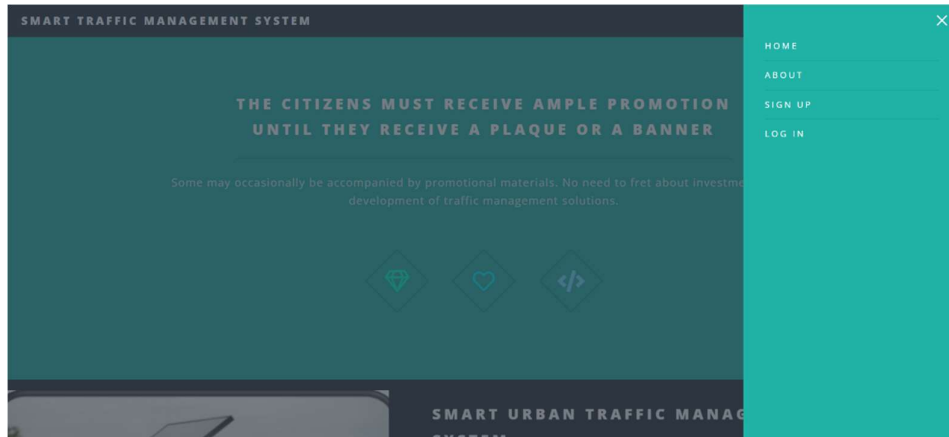 SMART TRAFFIC MANAGEMENT SYSTEM
HOME
ABOUT
SIGN UP
LOG IN
THE CITIZENS MUST RECEIVE AMPLE PROMOTION
UNTIL THEY RECEIVE A PLAQUE OR A BANNER
Some may occasionally be accompanied by promotional materials. No need to fret about
development of traffic management solutions.
SMART URBAN TRAFFIC